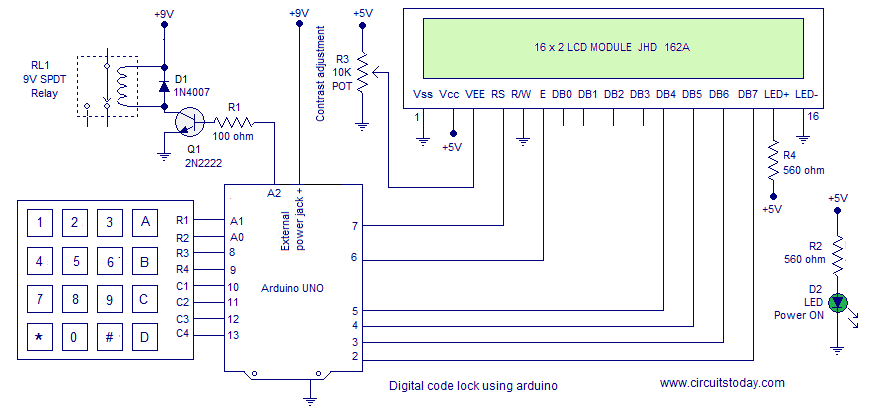 +9V
+9V
+5V
RL1
9V SPDT
Relay
D1
1N4007
R1
100 ohm
Q1
2N2222
Contrast adjustment
R3
10K
POT
16 x 2 LCD MODULE JHD 162A
Vss Vcc VEE RS R/W E DB0 DB1 DB2 DB3 DB4 DB5 DB6 DB7 LED+ LED-
1
16
+5V
R4
560 ohm
+5V
A2
External
power jack +
1 2 3 A
4 5 6 B
7 8 9 C
* 0 # D
R1
R2
R3
R4
C1
C2
C3
C4
A1
A0
8
9
10
11
12
13
Arduino UNO
7
6
5
4
3
2
+5V
R2
560 ohm
D2
LED
Power ON
Digital code lock using arduino
www.circuitstoday.com